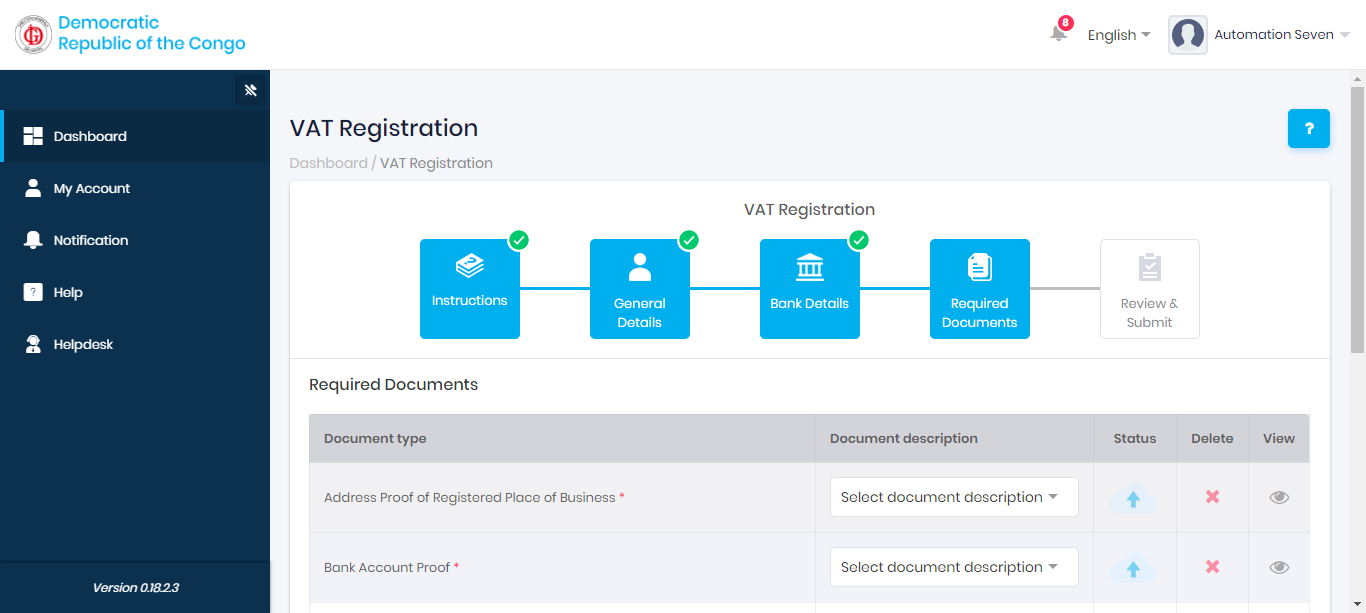 Democratic
Republic of the Congo
8
English
Automation Seven
Dashboard
My Account
Notification
? Help
Helpdesk
Version 0.18.2.3
VAT Registration
?
Dashboard / VAT Registration
VAT Registration
Instructions
General
Details
Bank Details
Required
Documents
Review &
Submit
Required Documents
Document type Document description Status Delete View
Address Proof of Registered Place of Business * Select document description
Bank Account Proof * Select document description